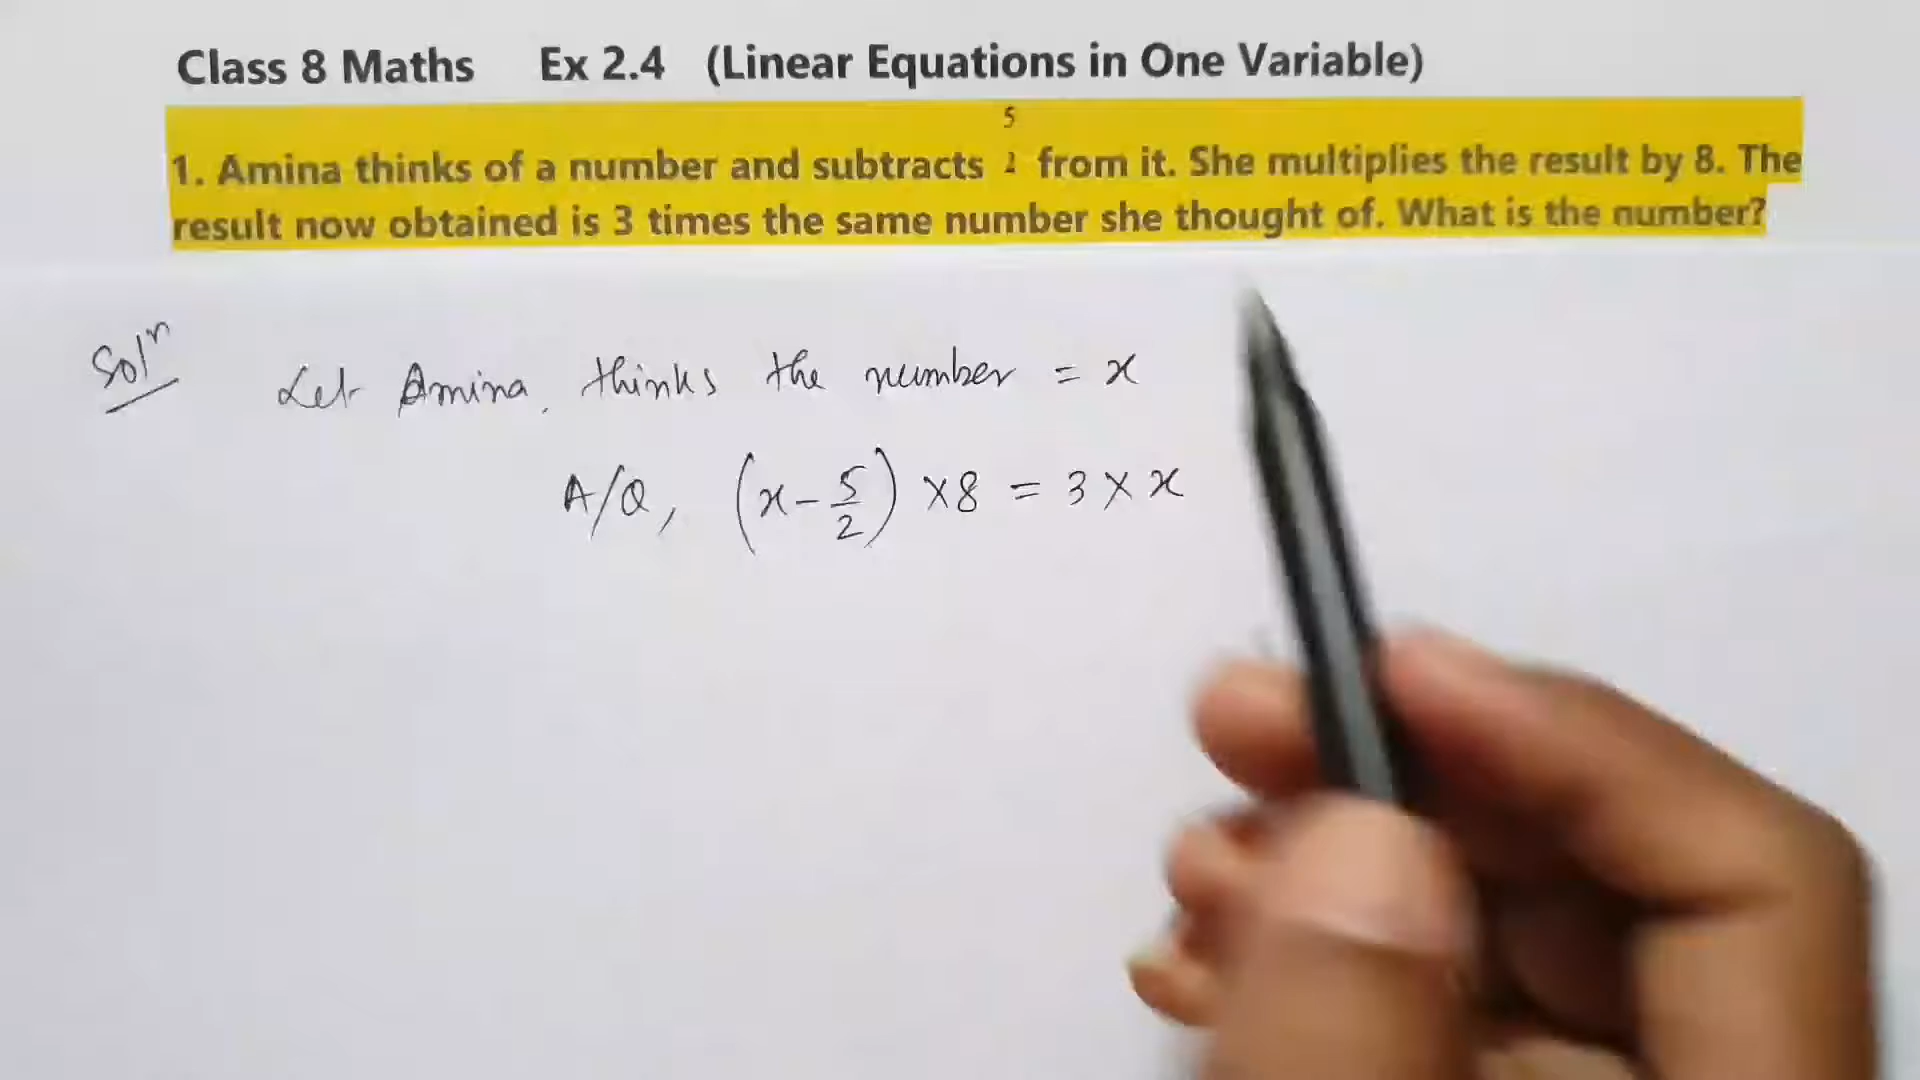 Class 8 Maths Ex 2.4 (Linear Equations in One Variable)
1. Amina thinks of a number and subtracts 5/2 from it. She multiplies the result by 8. The
result now obtained is 3 times the same number she thought of. What is the number?
Solⁿ Let Amina thinks the number = x
A/Q, (x - 5/2) × 8 = 3 × x